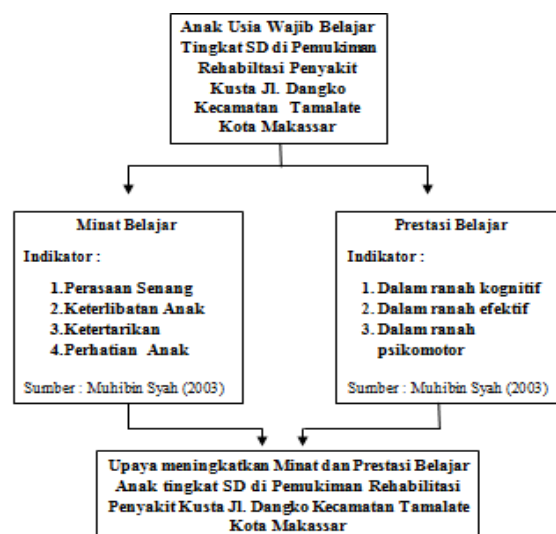 Anak Usia Wajib Belajar
Tingkat SD di Pemukiman
Rehabiltasi Penyakit
Kusta Jl. Dangko
Kecamatan Tamalate
Kota Makassar
Minat Belajar
Indikator :
1.Perasaan Senang
2.Keterlibatan Anak
3.Ketertarikan
4.Perhatian Anak
Sumber : Muhibin Syah (2003)
Prestasi Belajar
Indikator :
1. Dalam ranah kognitif
2. Dalam ranah efektif
3. Dalam ranah
psikomotor
Sumber : Muhibin Syah (2003)
Upaya meningkatkan Minat dan Prestasi Belajar
Anak tingkat SD di Pemukiman Rehabilitasi
Penyakit Kusta Jl. Dangko Kecamatan Tamalate
Kota Makassar